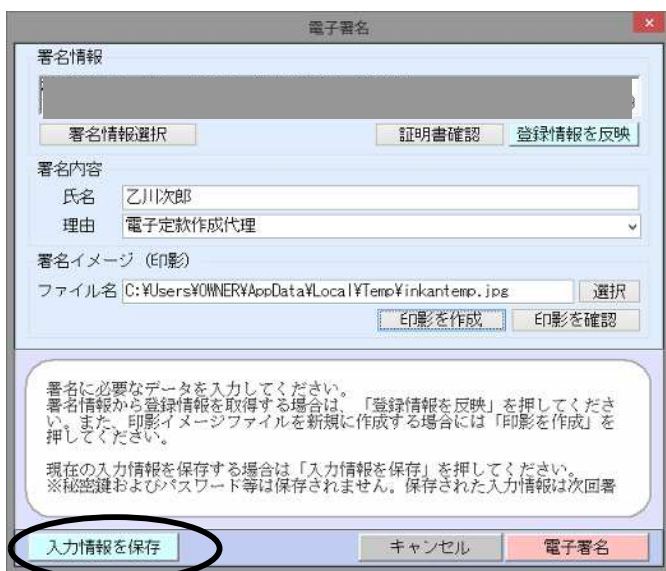 電子署名
署名情報
署名情報選択 証明書確認 登録情報を反映
署名内容
氏名 乙川次郎
理由 電子定款作成代理
署名イメージ (印影)
ファイル名 C:¥Users¥OWNER¥AppData¥Local¥Temp¥inkantemp.jpg 選択
印影を作成 印影を確認
署名に必要なデータを入力してください。
署名情報から登録情報を取得する場合は、「登録情報を反映」を押してくださ
い。また、印影イメージファイルを新規に作成する場合には「印影を作成」を
押してください。
現在の入力情報を保存する場合は「入力情報を保存」を押してください。
※秘密鍵およびパスワード等は保存されません。保存された入力情報は次回署
入力情報を保存 キャンセル 電子署名